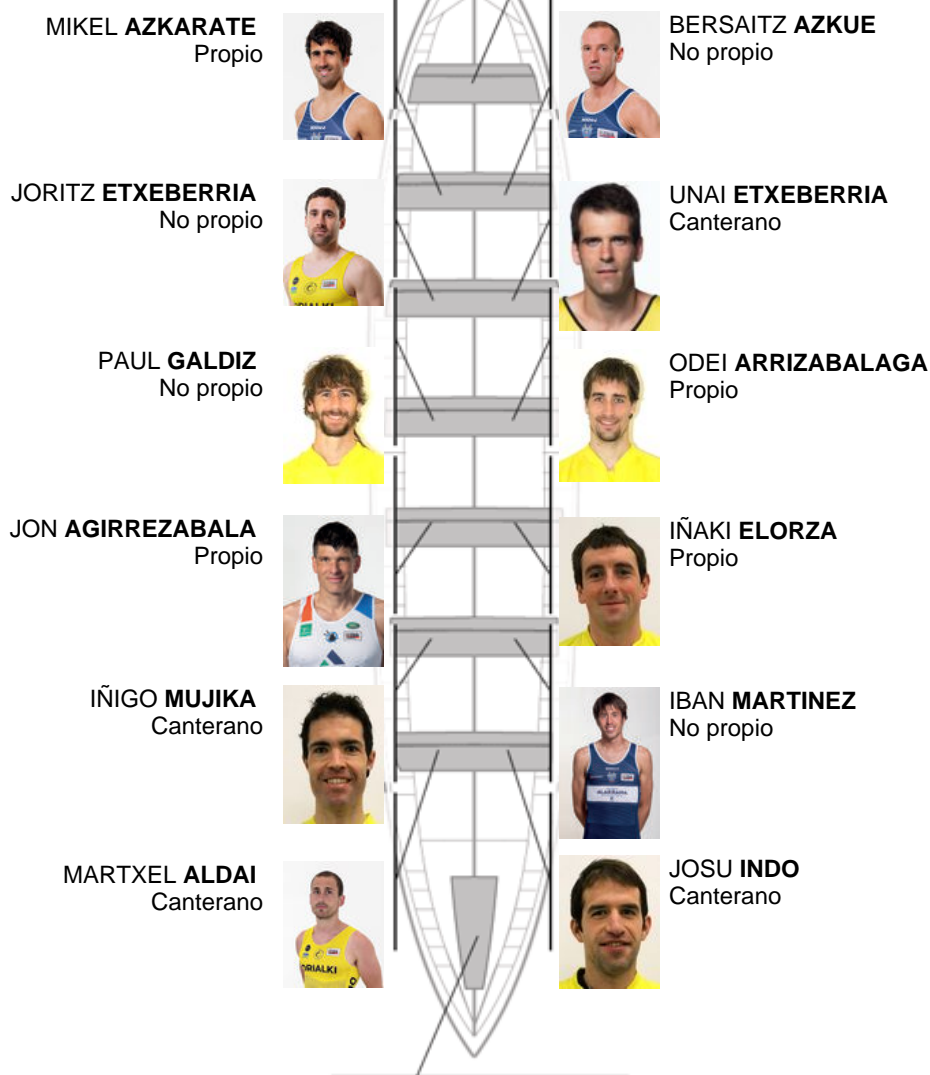 MIKEL AZKARATE
Propio
BERSAITZ AZKUE
No propio
JORITZ ETXEBERRIA
No propio
UNAI ETXEBERRIA
Canterano
PAUL GALDIZ
No propio
ODEI ARRIZABALAGA
Propio
JON AGIRREZABALA
Propio
IÑAKI ELORZA
Propio
IÑIGO MUJIKA
Canterano
IBAN MARTINEZ
No propio
MARTXEL ALDAI
Canterano
ORIALKI
JOSU INDO
Canterano